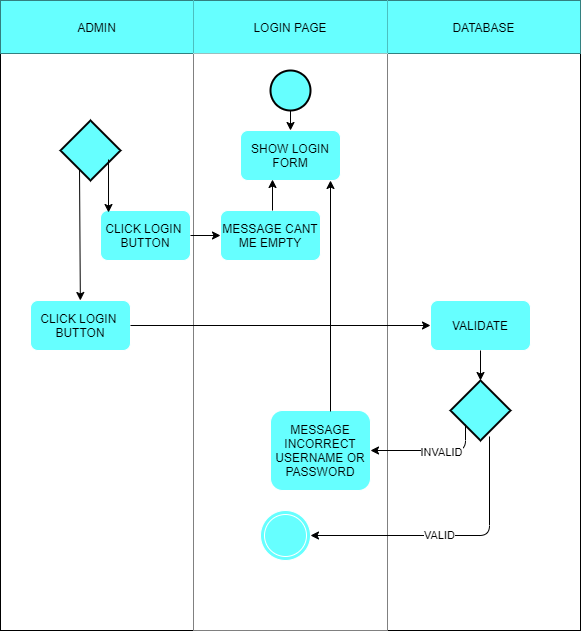 ADMIN
LOGIN PAGE
DATABASE
SHOW LOGIN
FORM
CLICK LOGIN
BUTTON
MESSAGE CANT
ME EMPTY
CLICK LOGIN
BUTTON
VALIDATE
MESSAGE
INCORRECT
USERNAME OR
PASSWORD
INVALID
VALID